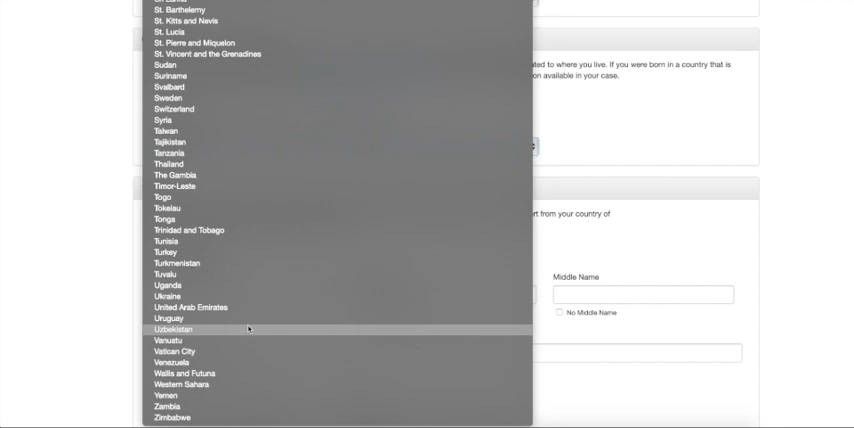 St. Barthelemy
St. Kitts and Nevis
St. Lucia
St. Pierre and Miquelon
St. Vincent and the Grenadines
Sudan
Suriname
Svalbard
Sweden
Switzerland
Syria
Taiwan
Tajikistan
Tanzania
Thailand
The Gambia
Timor-Leste
Togo
Tokelau
Tonga
Trinidad and Tobago
Tunisia
Turkey
Turkmenistan
Tuvalu
Uganda
Ukraine
United Arab Emirates
Uruguay
Uzbekistan
Vanuatu
Vatican City
Venezuela
Wallis and Futuna
Western Sahara
Yemen
Zambia
Zimbabwe
to where you live. If you were born in a country that is
available in your case.
from your country of
Middle Name
No Middle Name